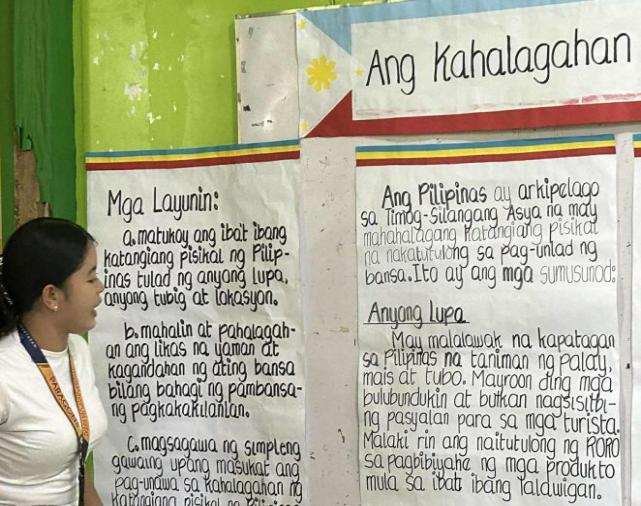 Ang Kahalagahan
Mga Layunin:
a. matukoy ang ibat ibang
katangiang pisikal ng Pilip-
inas tulad ng anyong lupa,
anyong tubig at lokasyon.
b. mahalin at pahalagah-
an ang likas na yaman at
kagandahan ng ating bansa
bilang bahagi ng pambansa-
ng pagkakakilanlan.
C. magsagawa ng simpleng
gawaing upang masukat ang
pag-unawa sa kahalagahan ng
katangiang pisikal ng Pilipinas
Ang Pilipinas ay arkipelago
sa Timog-Silangang Asya na may
mahahalagang katangiang pisikal
na nakatutulong sa pag-unlad ng
bansa. Ito ay ang mga sumusunod:
Anyong Lupa
May malalawak na kapatagan
sa Pilipinas na taniman ng palay,
mais at tubo. Mayroon ding mga
bulubundukin at bulkan nagsisilbi-
ng pasyalan para sa mga turista.
Malaki rin ang naitutulong ng RORO
sa pagbibiyahe ng mga produkto
mula sa ibat ibang lalawigan.